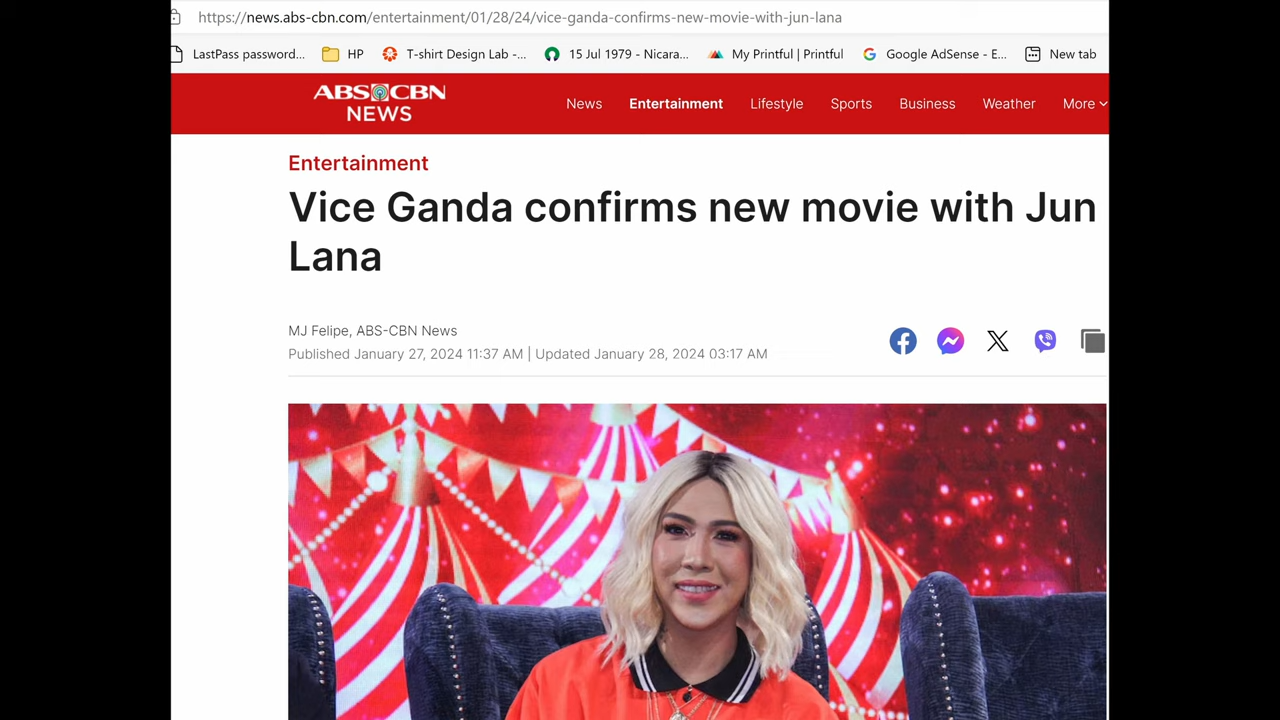 https://news.abs-cbn.com/entertainment/01/28/24/vice-ganda-confirms-new-movie-with-jun-lana
LastPass password... HP T-shirt Design Lab -... 15 Jul 1979 - Nicara... My Printful | Printful Google AdSense - E... New tab
ABS CBN
NEWS
News Entertainment Lifestyle Sports Business Weather More
Entertainment
Vice Ganda confirms new movie with Jun
Lana
MJ Felipe, ABS-CBN News
Published January 27, 2024 11:37 AM | Updated January 28, 2024 03:17 AM